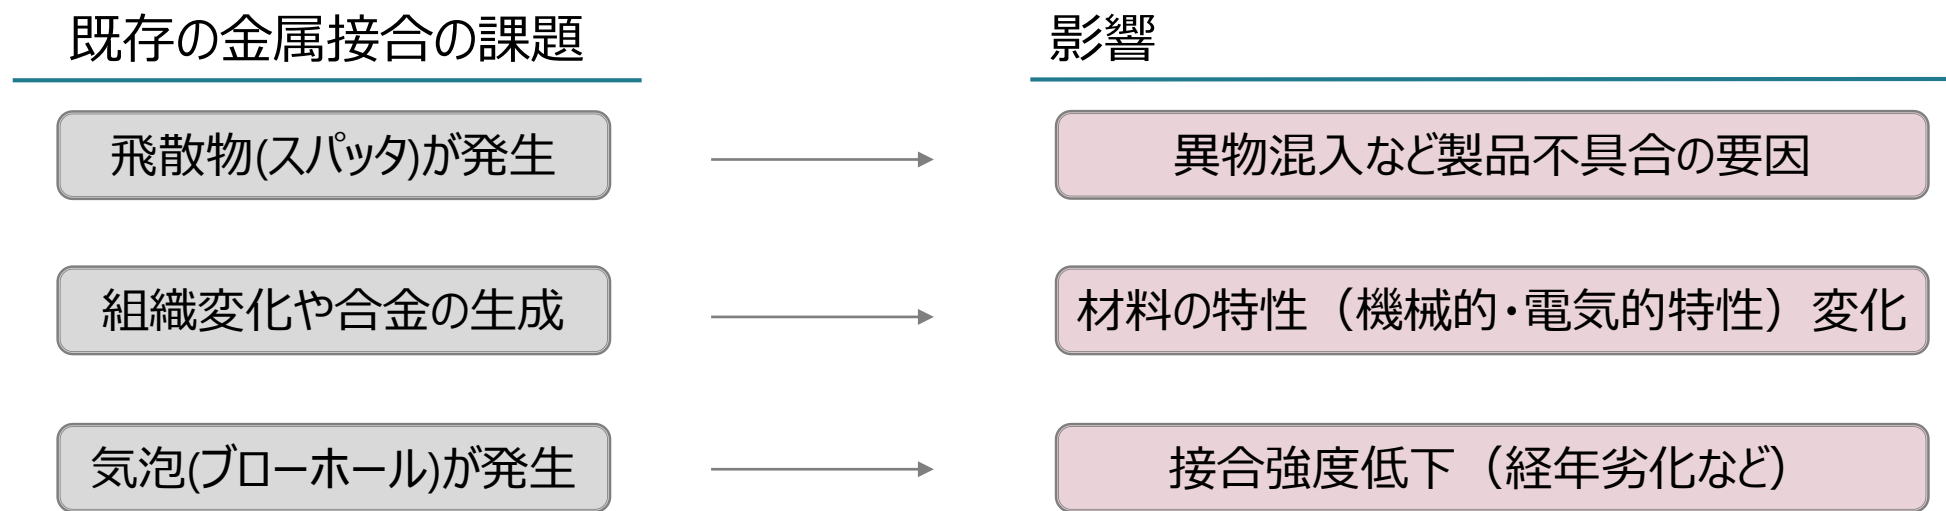 既存の金属接合の課題
影響
飛散物(スパッタ)が発生
異物混入など製品不具合の要因
組織変化や合金の生成
材料の特性（機械的・電気的特性）変化
気泡(ブローホール)が発生
接合強度低下（経年劣化など）